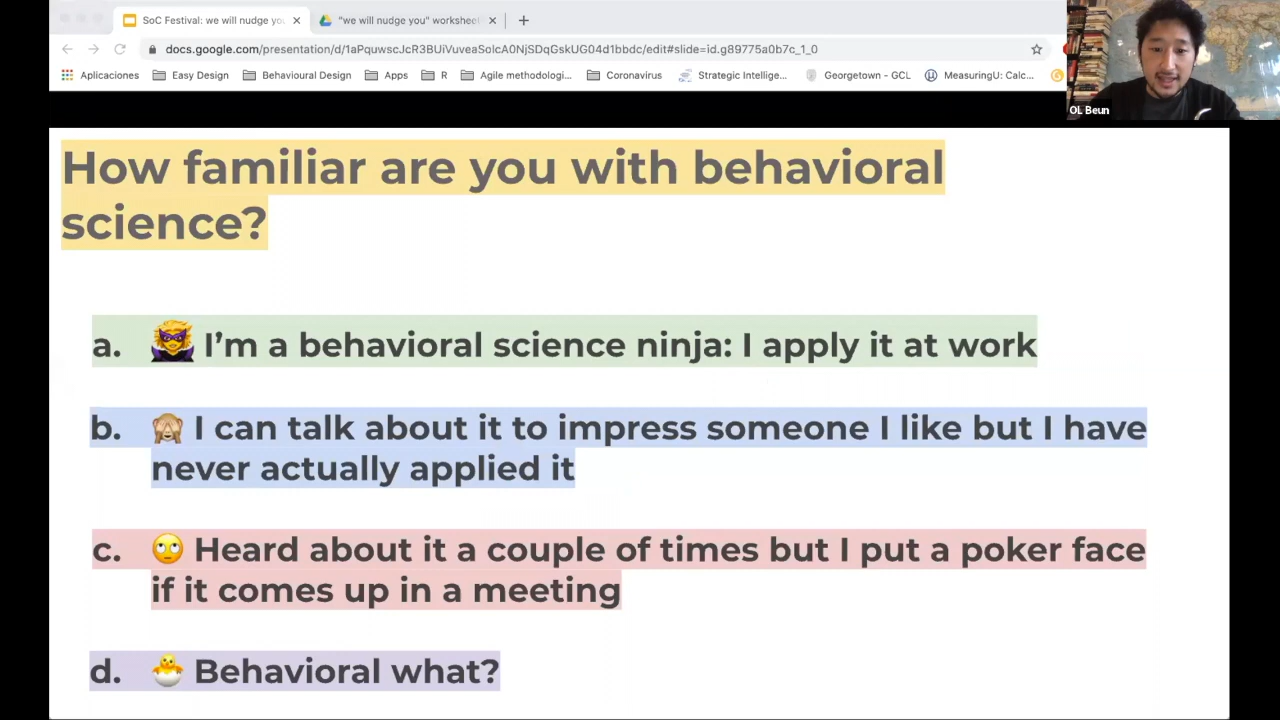 SoC Festival: we will nudge yo
"we will nudge you" workshee
docs.google.com/presentation/d/1aPquwscJcR3BUiVuveaSolcA0NjSDqGskUG04d1bbdc/edit#slide=id.g89775a0b7c_1_0
Aplicaciones
Easy Design
Behavioural Design
Apps
R
Agile methodologi...
Coronavirus
Strategic Intellige...
Georgetown - GCL
MeasuringU: Calc...
OL Beun
How familiar are you with behavioral
science?
a. I'm a behavioral science ninja: I apply it at work
b. I can talk about it to impress someone I like but I have
never actually applied it
c. Heard about it a couple of times but I put a poker face
if it comes up in a meeting
d. Behavioral what?